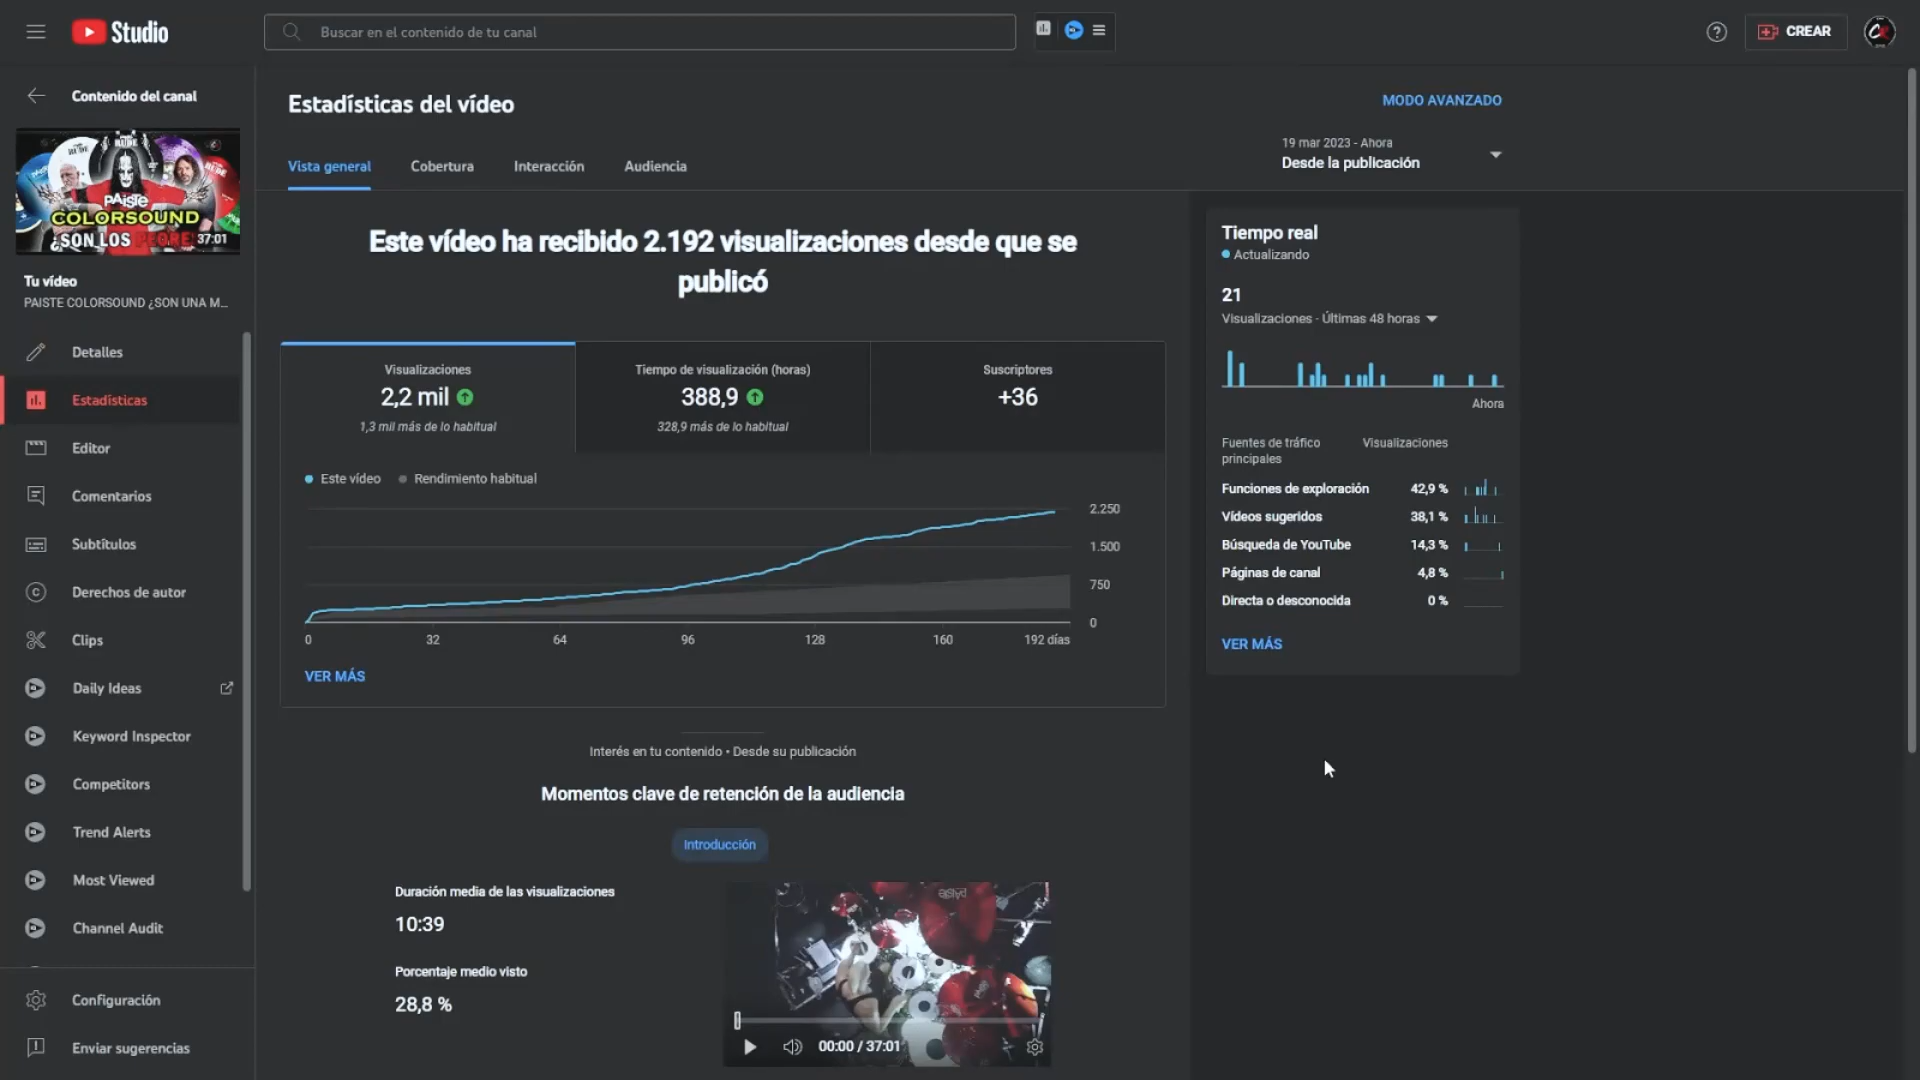 Studio
Buscar en el contenido de tu canal
CREAR
Contenido del canal
PAISTE
COLORSOUND
¿SON LOS PEORE
37:01
Tu vídeo
PAISTE COLORSOUND ¿SON UNA M...
Detalles
Estadísticas
Editor
Comentarios
Subtítulos
Derechos de autor
Clips
Daily Ideas
Keyword Inspector
Competitors
Trend Alerts
Most Viewed
Channel Audit
Configuración
Enviar sugerencias
Estadísticas del vídeo
MODO AVANZADO
Vista general
Cobertura
Interacción
Audiencia
19 mar 2023 - Ahora
Desde la publicación
Este vídeo ha recibido 2.192 visualizaciones desde que se
publicó
Visualizaciones
2,2 mil
1,3 mil más de lo habitual
Tiempo de visualización (horas)
388,9
328,9 más de lo habitual
Suscriptores
+36
Este vídeo
Rendimiento habitual
2.250
1.500
750
0
0
32
64
96
128
160
192 días
VER MÁS
Interés en tu contenido • Desde su publicación
Momentos clave de retención de la audiencia
Introducción
Duración media de las visualizaciones
10:39
Porcentaje medio visto
28,8 %
00:00 / 37:01
Tiempo real
Actualizando
21
Visualizaciones · Últimas 48 horas
Ahora
Fuentes de tráfico
principales
Visualizaciones
Funciones de exploración 42,9 %
Vídeos sugeridos 38,1 %
Búsqueda de YouTube 14,3 %
Páginas de canal 4,8 %
Directa o desconocida 0 %
VER MÁS